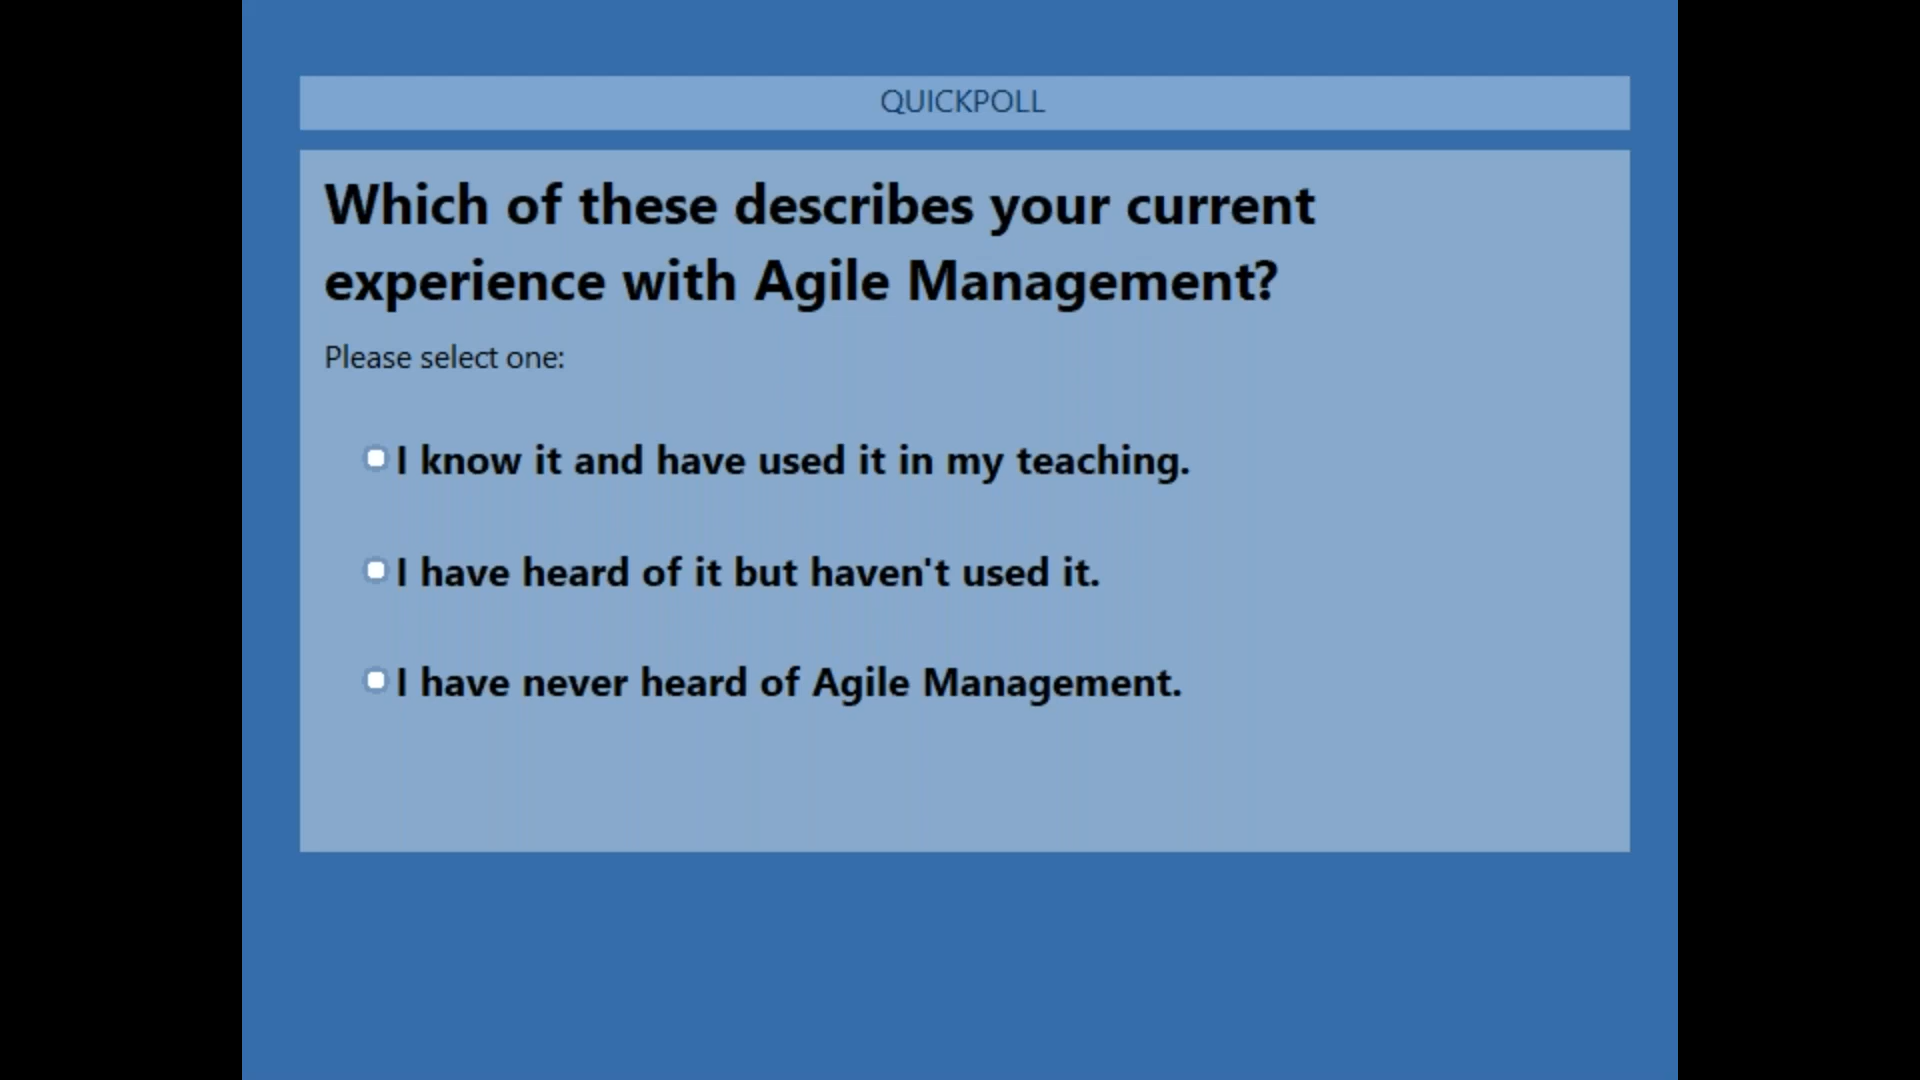 QUICKPOLL
Which of these describes your current
experience with Agile Management?
Please select one:
I know it and have used it in my teaching.
I have heard of it but haven't used it.
I have never heard of Agile Management.